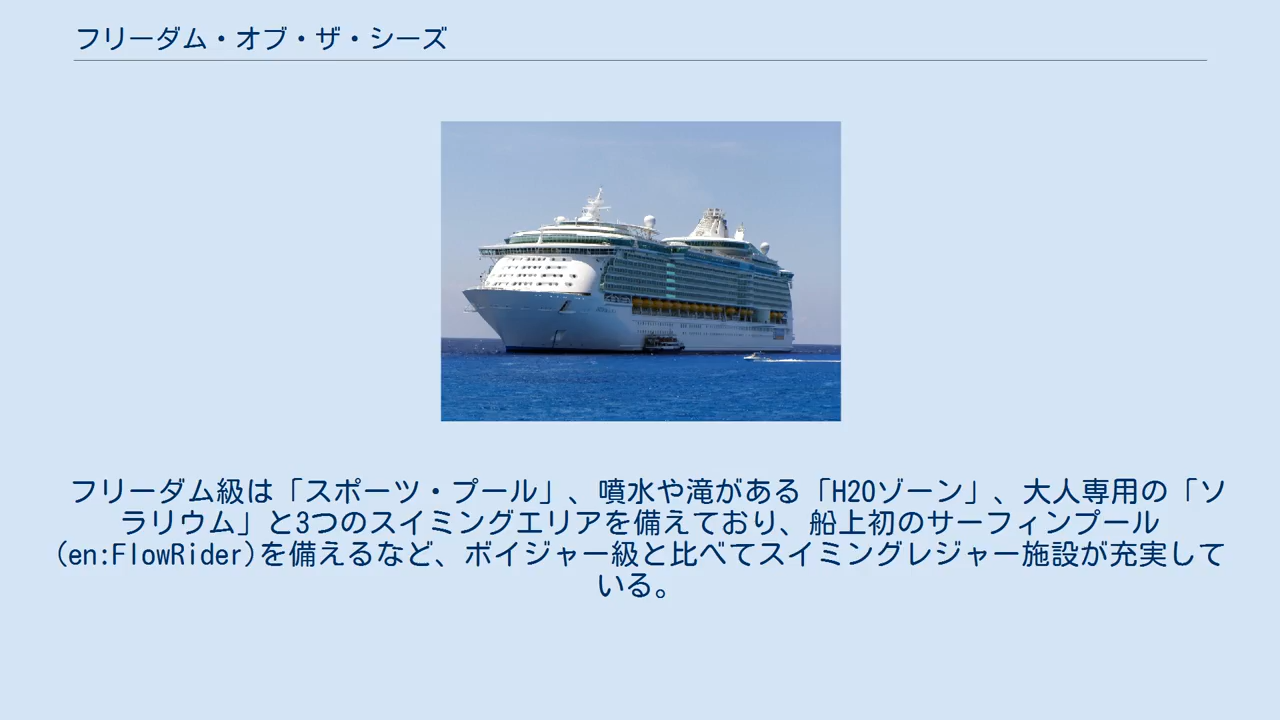 フリーダム・オブ・ザ・シーズ
フリーダム級は「スポーツ・プール」、噴水や滝がある「H2Oゾーン」、大人専用の「ソ
ラリウム」と3つのスイミングエリアを備えており、船上初のサーフィンプール
(en:FlowRider)を備えるなど、ボイジャー級と比べてスイミングレジャー施設が充実して
いる。